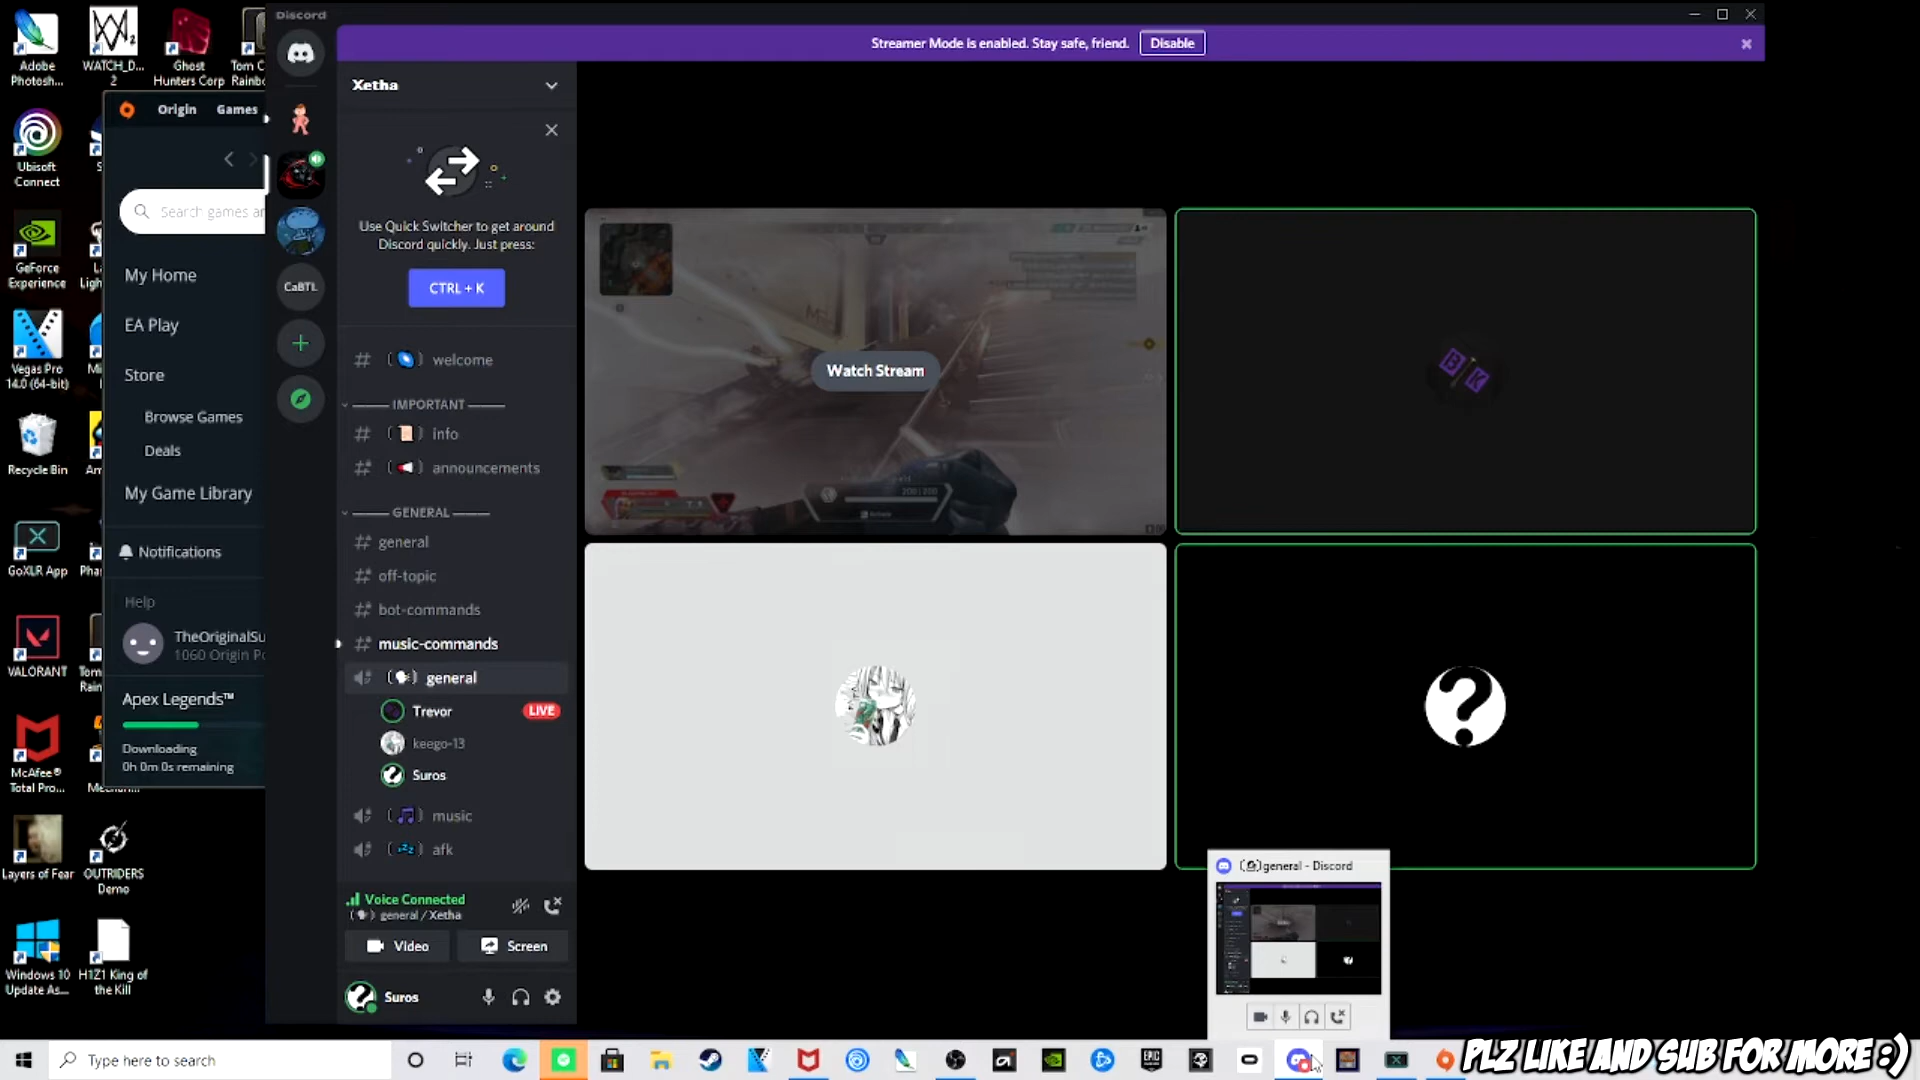 Adobe
Photosh...
WATCH_D...
2
Ghost
Hunters Corp
Tom C
Rainbo
Ubisoft
Connect
GeForce
Experience
Vegas Pro
14.0 (64-bit)
Recycle Bin
GoXLR App
VALORANT
McAfee®
Total Pro...
Layers of Fear
OUTRIDERS
Demo
Windows 10
Update As...
H1Z1 King of
the Kill
Origin
Games
Search games an
My Home
EA Play
Store
Browse Games
Deals
My Game Library
Notifications
Help
TheOriginalSu
1060 Origin Po
Apex Legends™
Downloading
0h 0m 0s remaining
Discord
Streamer Mode is enabled. Stay safe, friend.
Disable
CaBTL
Xetha
Use Quick Switcher to get around
Discord quickly. Just press:
CTRL + K
welcome
IMPORTANT
info
announcements
GENERAL
general
off-topic
bot-commands
music-commands
general
Trevor
LIVE
keego-13
Suros
music
afk
Voice Connected
general / Xetha
Video
Screen
Suros
Watch Stream
200 | 200
B K
general - Discord
Type here to search
PLZ LIKE AND SUB FOR MORE :)